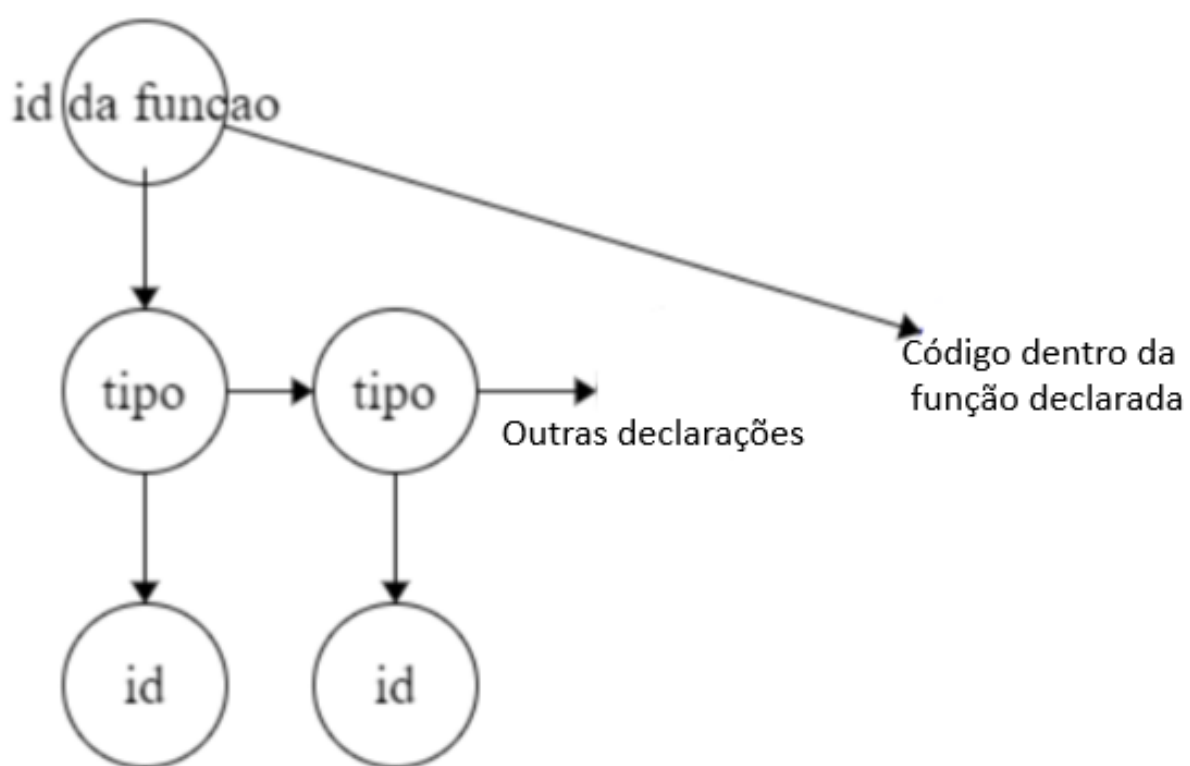 id da funcao
tipo
tipo
Outras declarações
Código dentro da
função declarada
id
id